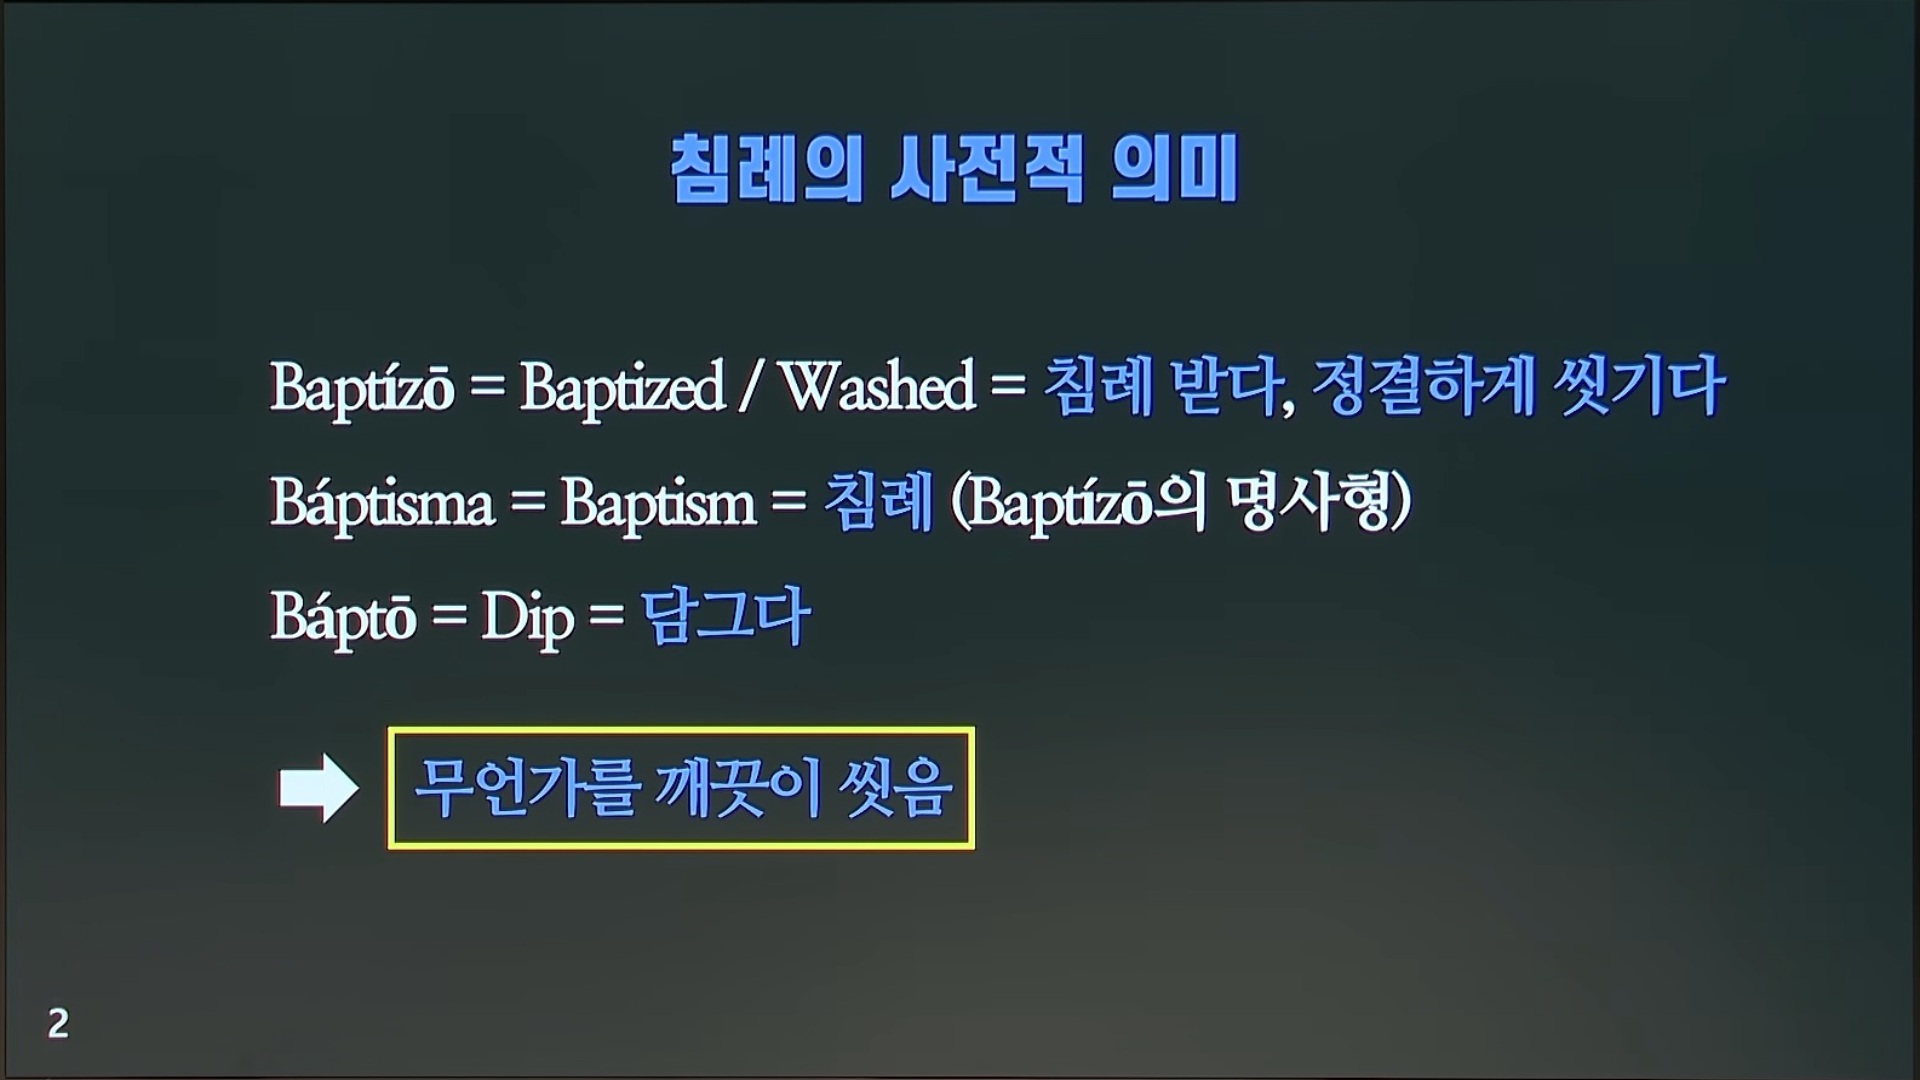 침례의 사전적 의미
Baptízō = Baptized / Washed = 침례 받다, 정결하게 씻기다
Báptisma = Baptism = 침례 (Baptízō의 명사형)
Báptō = Dip = 담그다
무언가를 깨끗이 씻음
2